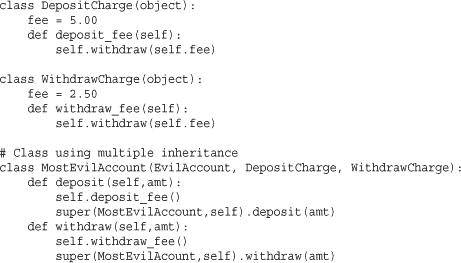 class DepositCharge(object):
    fee = 5.00
    def deposit_fee(self):
        self.withdraw(self.fee)

class WithdrawCharge(object):
    fee = 2.50
    def withdraw_fee(self):
        self.withdraw(self.fee)

# Class using multiple inheritance
class MostEvilAccount(EvilAccount, DepositCharge, WithdrawCharge):
    def deposit(self,amt):
        self.deposit_fee()
        super(MostEvilAccount,self).deposit(amt)
    def withdraw(self,amt):
        self.withdraw_fee()
        super(MostEvilAcount,self).withdraw(amt)